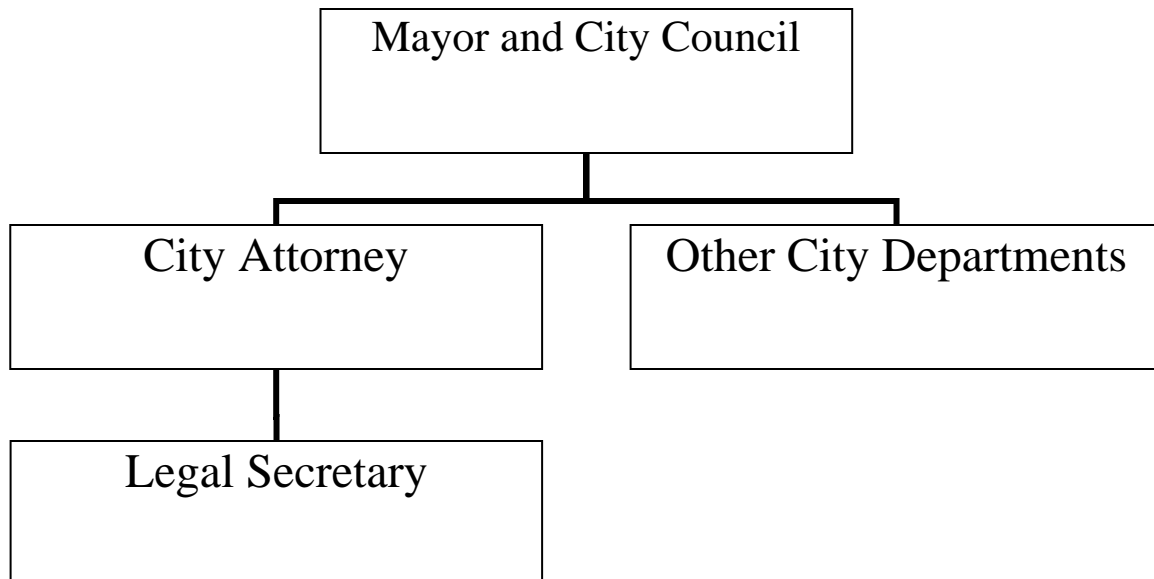 Mayor and City Council
City Attorney
Other City Departments
Legal Secretary